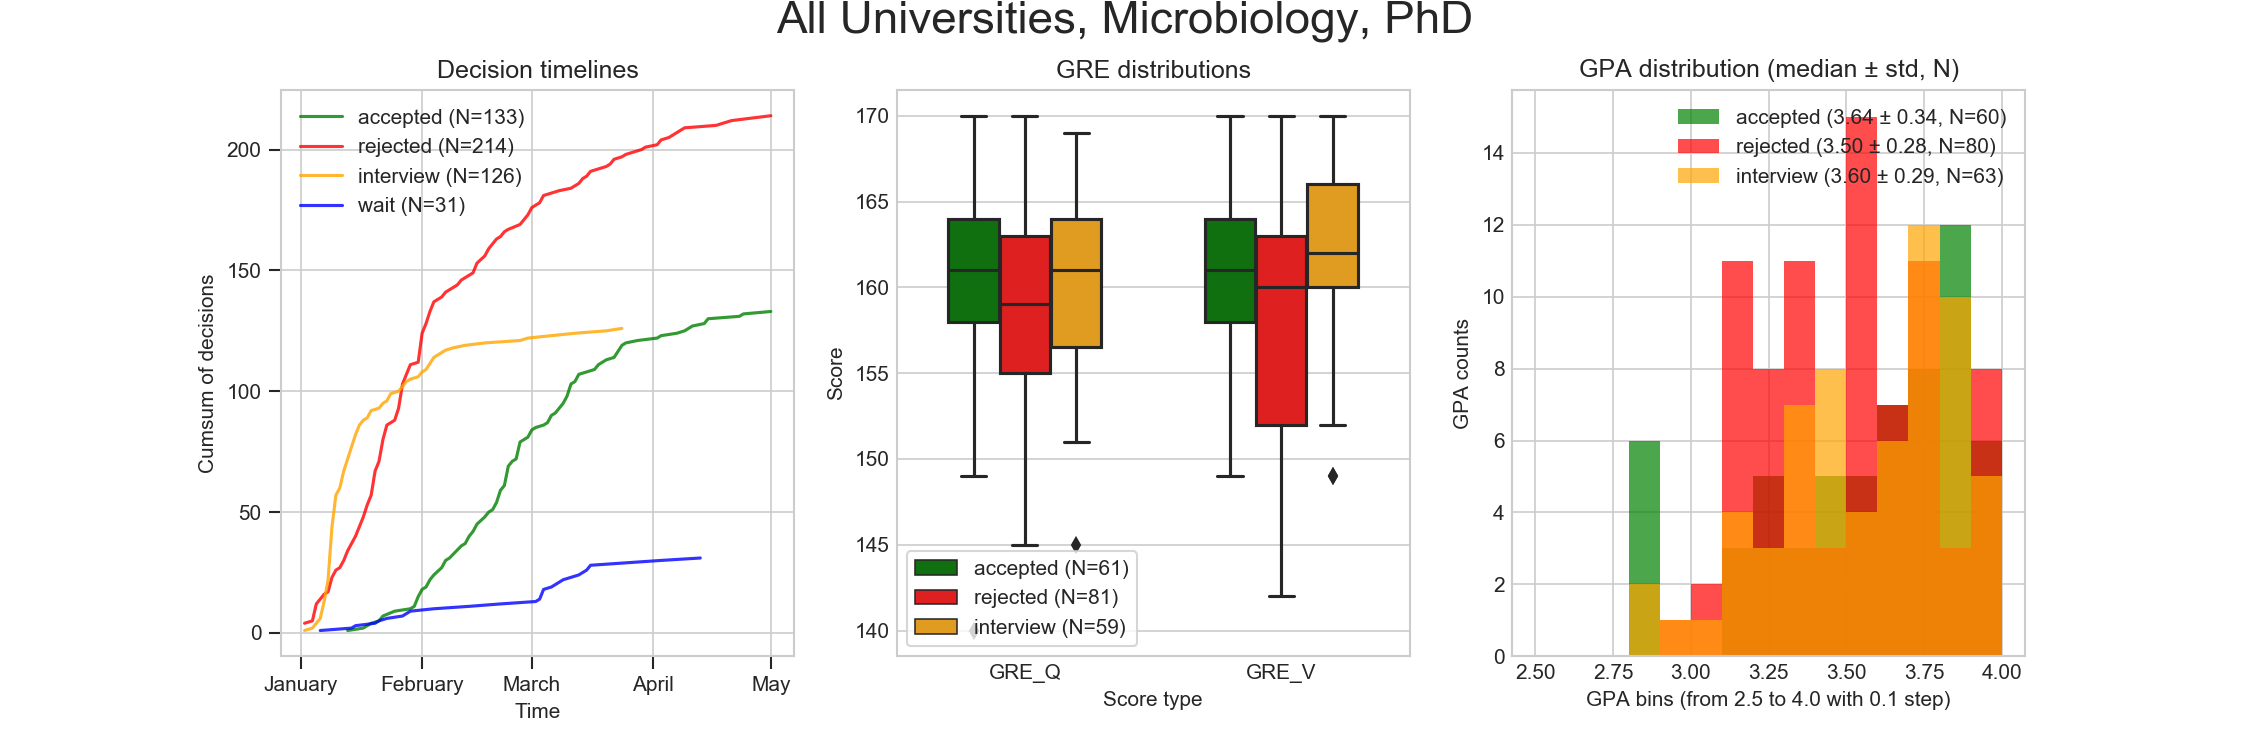 All Universities, Microbiology, PhD
Decision timelines
accepted (N=133)
rejected (N=214)
interview (N=126)
wait (N=31)
200
150
100
50
0
Cumsum of decisions
January February March April May
Time
GRE distributions
170
165
160
155
150
145
140
Score
accepted (N=61)
rejected (N=81)
interview (N=59)
GRE_Q GRE_V
Score type
GPA distribution (median ± std, N)
accepted (3.64 ± 0.34, N=60)
rejected (3.50 ± 0.28, N=80)
interview (3.60 ± 0.29, N=63)
14
12
10
8
6
4
2
0
GPA counts
2.50 2.75 3.00 3.25 3.50 3.75 4.00
GPA bins (from 2.5 to 4.0 with 0.1 step)